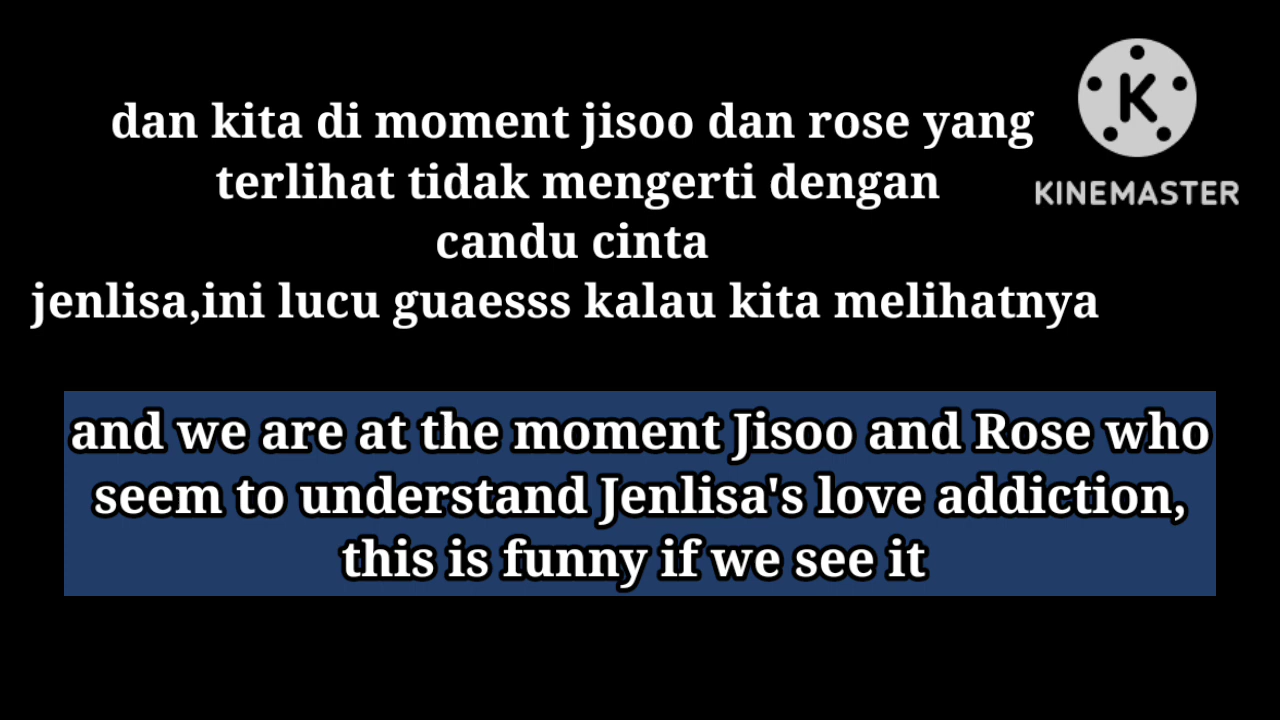 dan kita di moment jisoo dan rose yang
terlihat tidak mengerti dengan
candu cinta
jenlisa,ini lucu guaesss kalau kita melihatnya
K
KINEMASTER
and we are at the moment Jisoo and Rose who
seem to understand Jenlisa's love addiction,
this is funny if we see it